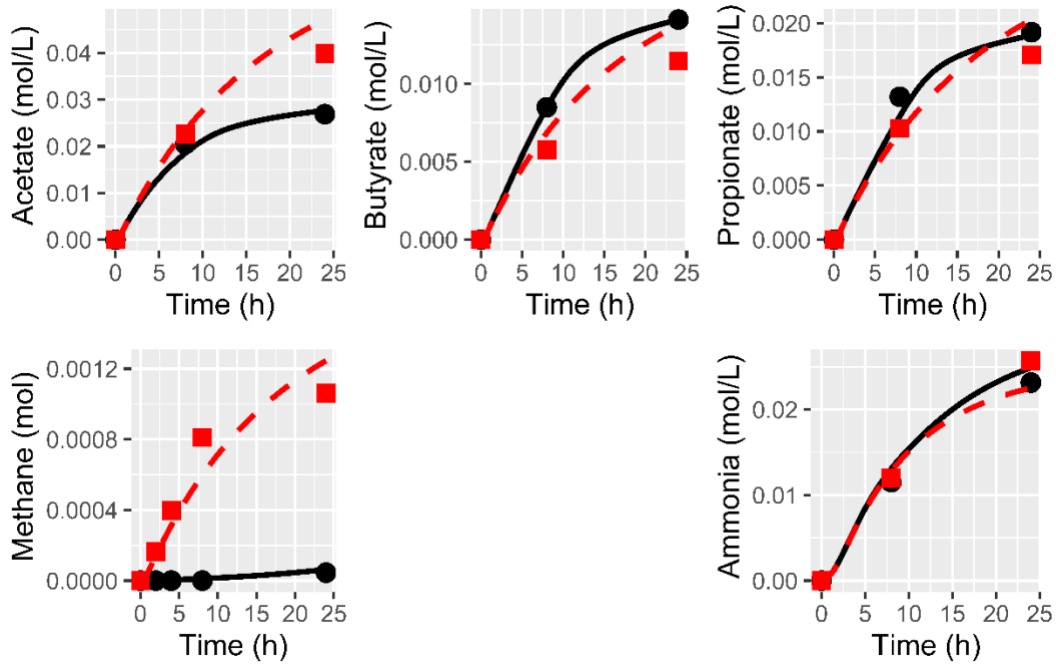 Acetate (mol/L)
0.04
0.03
0.02
0.01
0.00
0 5 10 15 20 25
Time (h)
Butyrate (mol/L)
0.010
0.005
0.000
0 5 10 15 20 25
Time (h)
Propionate (mol/L)
0.020
0.015
0.010
0.005
0.000
0 5 10 15 20 25
Time (h)
Methane (mol)
0.0012
0.0008
0.0004
0.0000
0 5 10 15 20 25
Time (h)
Ammonia (mol/L)
0.02
0.01
0.00
0 5 10 15 20 25
Time (h)